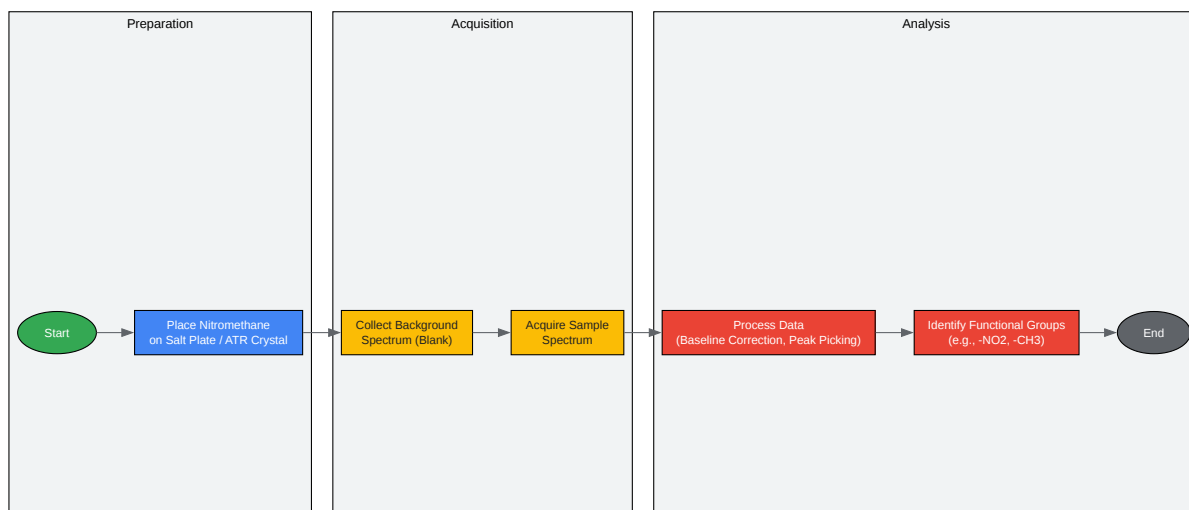 Preparation
Acquisition
Analysis
Start
Place Nitromethane
on Salt Plate / ATR Crystal
Collect Background
Spectrum (Blank)
Acquire Sample
Spectrum
Process Data
(Baseline Correction, Peak Picking)
Identify Functional Groups
(e.g., -NO2, -CH3)
End